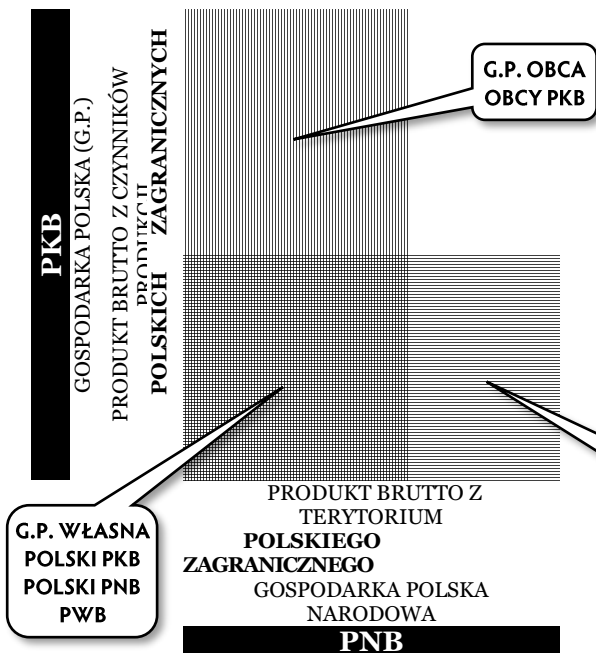 PKB
GOSPODARKA POLSKA (G.P.)
PRODUKT BRUTTO Z CZYNNIKÓW
PRODUKCJI
POLSKICH ZAGRANICZNYCH
G.P. OBCA
OBCY PKB
G.P. WŁASNA
POLSKI PKB
POLSKI PNB
PWB
PRODUKT BRUTTO Z
TERYTORIUM
POLSKIEGO
ZAGRANICZNEGO
GOSPODARKA POLSKA
NARODOWA
PNB